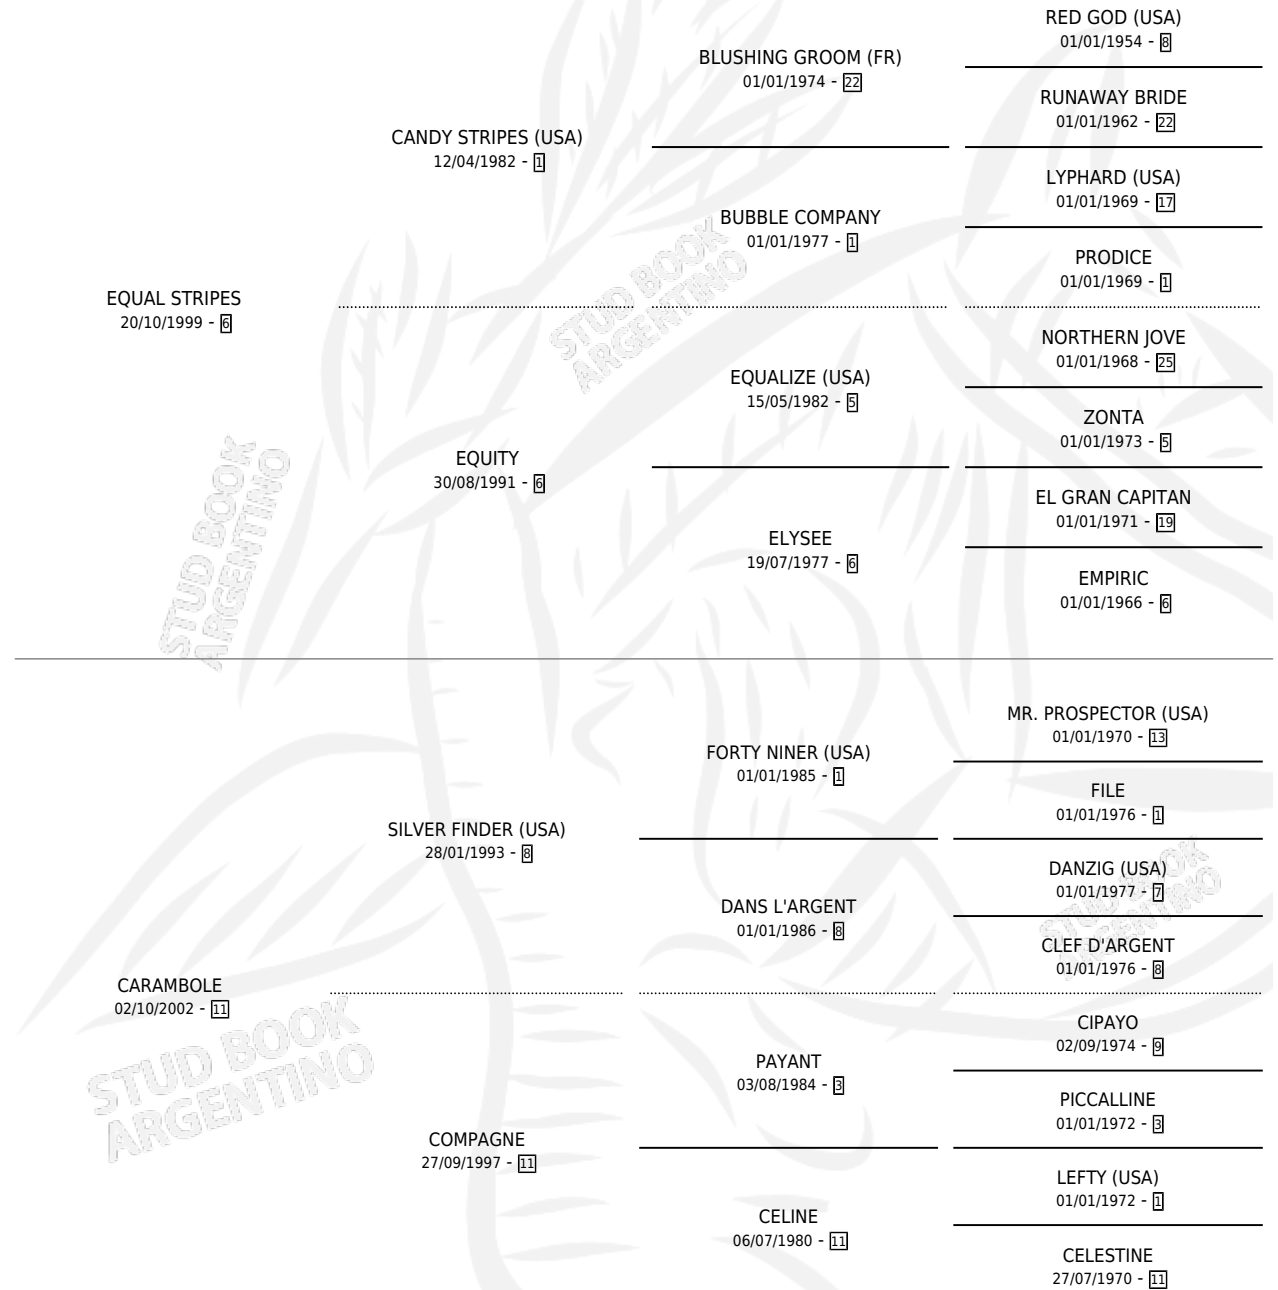 RED GOD (USA)
01/01/1954 - 8
BLUSHING GROOM (FR)
01/01/1974 - 22
RUNAWAY BRIDE
01/01/1962 - 22
CANDY STRIPES (USA)
12/04/1982 - 1
LYPHARD (USA)
01/01/1969 - 17
BUBBLE COMPANY
01/01/1977 - 1
PRODICE
01/01/1969 - 1
EQUAL STRIPES
20/10/1999 - 6
STUD BOOK
ARGENTINO
NORTHERN JOVE
01/01/1968 - 25
EQUALIZE (USA)
15/05/1982 - 5
ZONTA
01/01/1973 - 5
EQUITY
30/08/1991 - 6
EL GRAN CAPITAN
01/01/1971 - 19
ELYSEE
19/07/1977 - 6
EMPIRIC
01/01/1966 - 6
STUD BOOK
ARGENTINO
MR. PROSPECTOR (USA)
01/01/1970 - 13
FORTY NINER (USA)
01/01/1985 - 1
FILE
01/01/1976 - 1
SILVER FINDER (USA)
28/01/1993 - 8
DANZIG (USA)
01/01/1977 - 7
STUD BOOK
ARGENTINO
DANS L'ARGENT
01/01/1986 - 8
CLEF D'ARGENT
01/01/1976 - 8
CARAMBOLE
02/10/2002 - 11
STUD BOOK
ARGENTINO
CIPAYO
02/09/1974 - 9
PAYANT
03/08/1984 - 3
PICCALLINE
01/01/1972 - 3
COMPAGNE
27/09/1997 - 11
LEFTY (USA)
01/01/1972 - 1
CELINE
06/07/1980 - 11
CELESTINE
27/07/1970 - 11